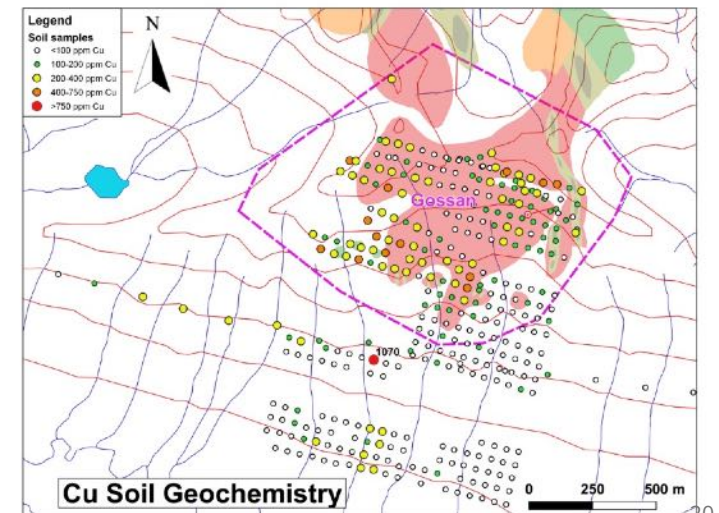 Legend
Soil samples
<100 ppm Cu
100-200 ppm Cu
200-400 ppm Cu
400-750 ppm Cu
>750 ppm Cu
N
Gossan
1070
Cu Soil Geochemistry
0 250 500 m